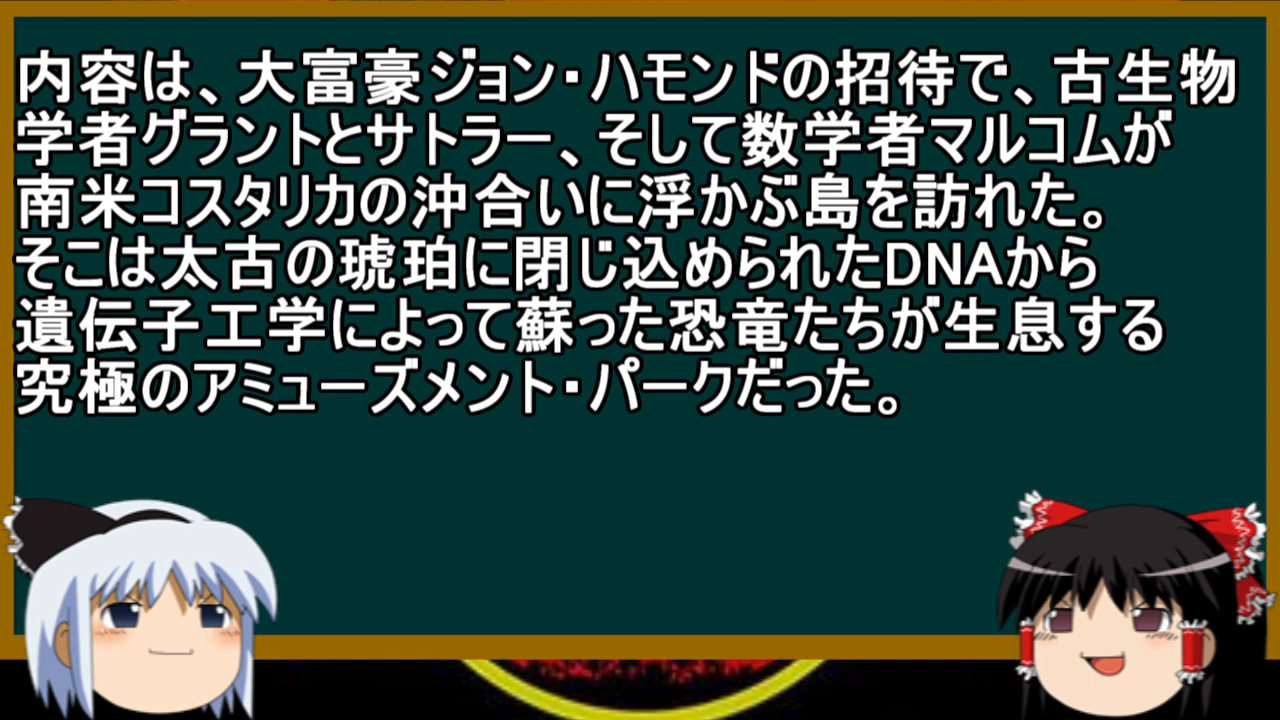 内容は、大富豪ジョン・ハモンドの招待で、古生物
学者グラントとサトラー、そして数学者マルコムが
南米コスタリカの沖合いに浮かぶ島を訪れた。
そこは太古の琥珀に閉じ込められたDNAから
遺伝子工学によって蘇った恐竜たちが生息する
究極のアミューズメント・パークだった。